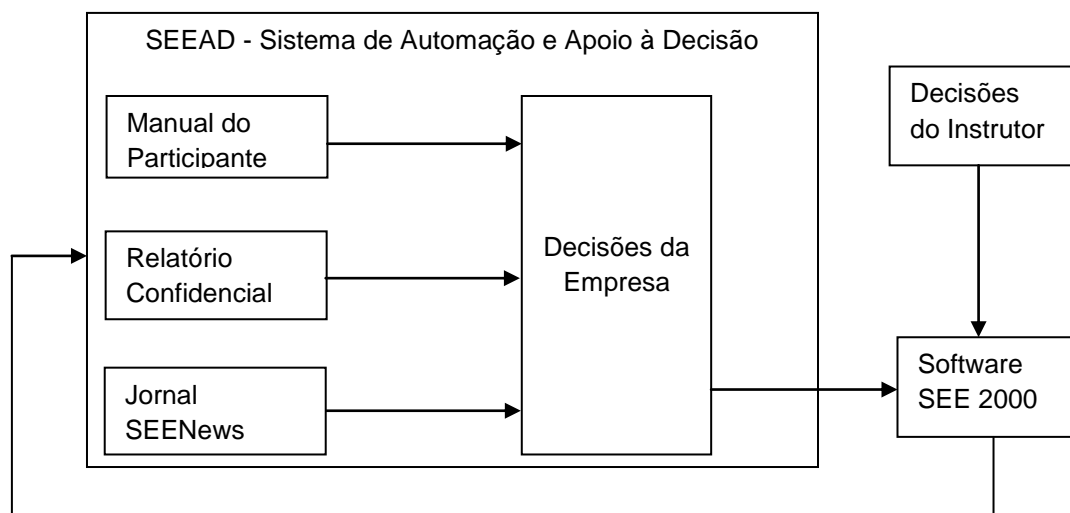 SEEAD - Sistema de Automação e Apoio à Decisão
Manual do
Participante
Relatório
Confidencial
Jornal
SEENews
Decisões da
Empresa
Decisões
do Instrutor
Software
SEE 2000